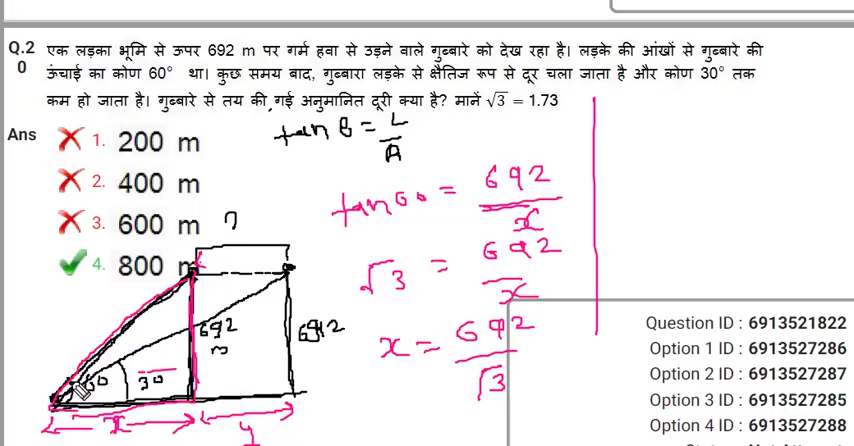 Q.2 एक लड़का भूमि से ऊपर 692 m पर गर्म हवा से उड़ने वाले गुब्बारे को देख रहा है। लड़के की आंखों से गुब्बारे की
0 ऊंचाई का कोण 60° था। कुछ समय बाद, गुब्बारा लड़के से क्षैतिज रूप से दूर चला जाता है और कोण 30° तक
कम हो जाता है। गुब्बारे से तय की गई अनुमानित दूरी क्या है? मानें √3 = 1.73
Ans
1. 200 m
2. 400 m
3. 600 m
4. 800 m
tan θ = L/A
tan 60 = 692/x
√3 = 692/x
x = 692/√3
?
692
m
692
60
30
x
y
Question ID : 6913521822
Option 1 ID : 6913527286
Option 2 ID : 6913527287
Option 3 ID : 6913527285
Option 4 ID : 6913527288